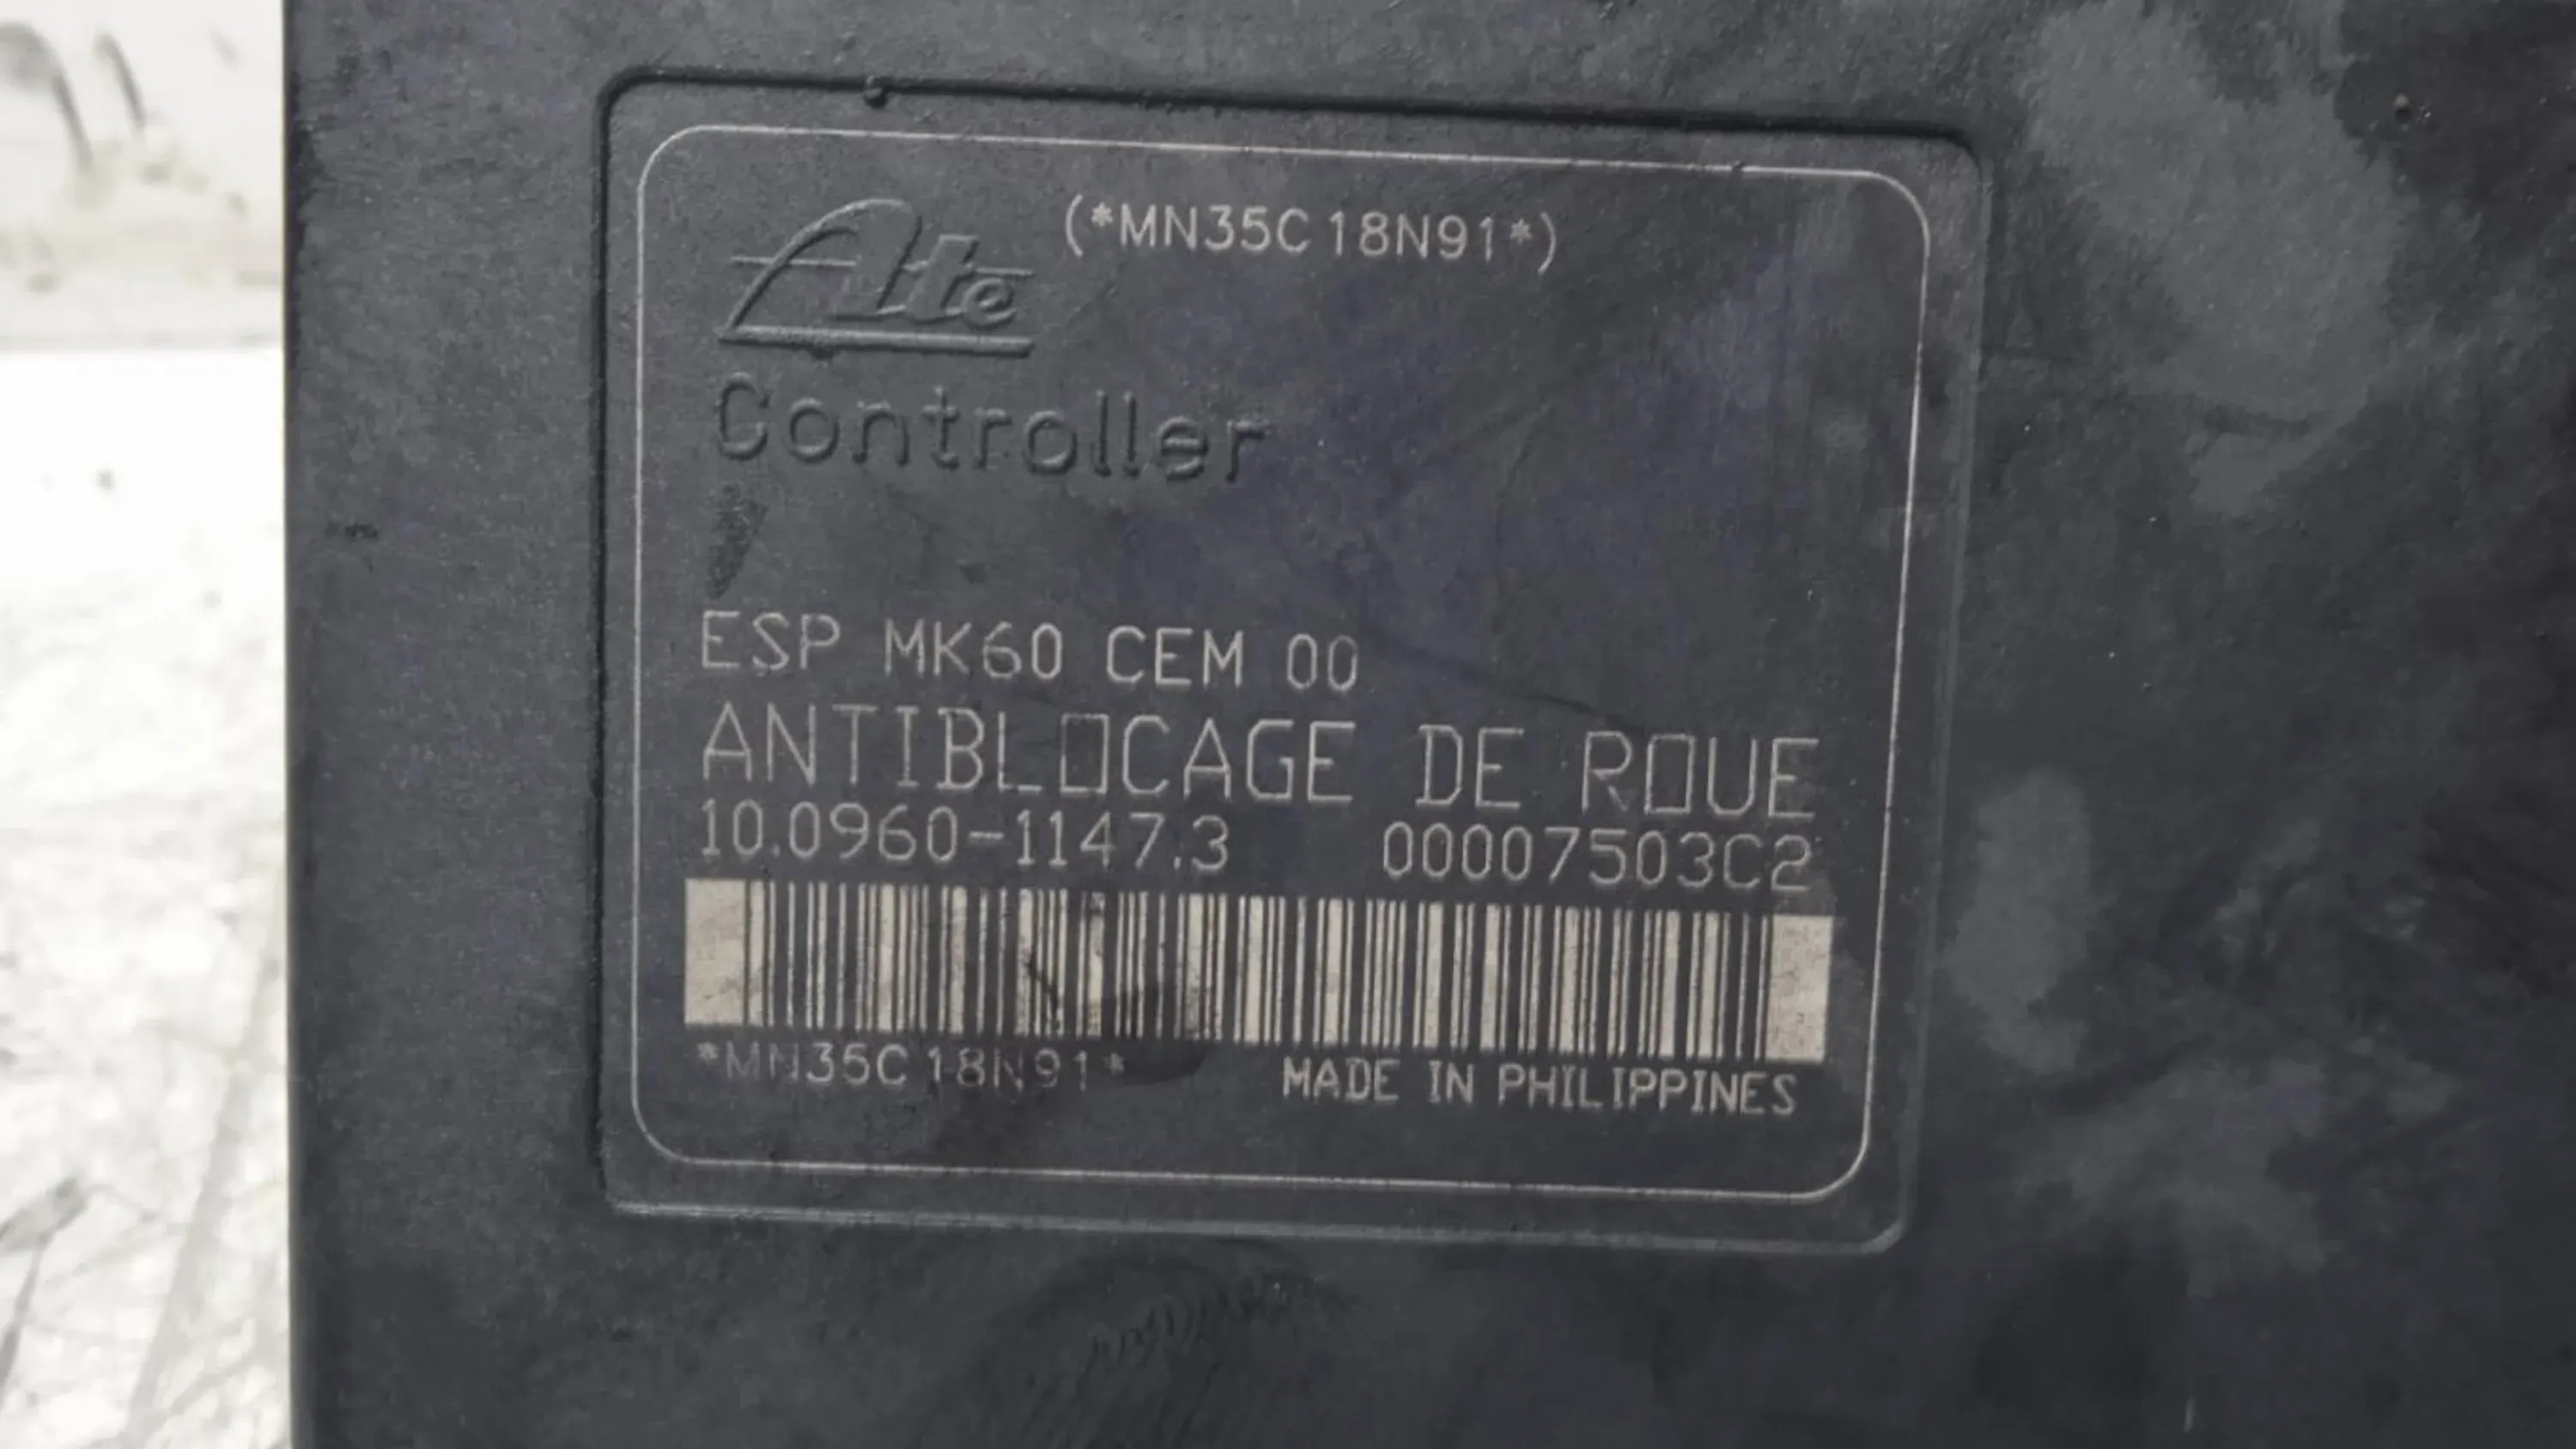 (*MN35C18N91*)
Ate
Controller
ESP MK60 CEM 00
ANTIBLOCAGE DE ROUE
10.0960-1147.3 00007503C2
*MN35C18N91* MADE IN PHILIPPINES